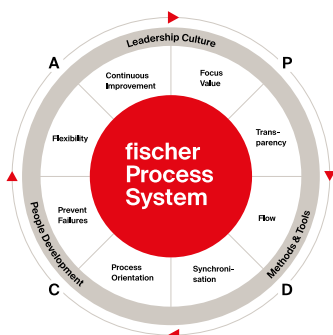 Leadership Culture
A
P
Continuous
Improvement
Focus
Value
Flexibility
Trans-
parency
fischer
Process
System
Prevent
Failures
Flow
Process
Orientation
Synchroni-
sation
People Development
Methods & Tools
C
D